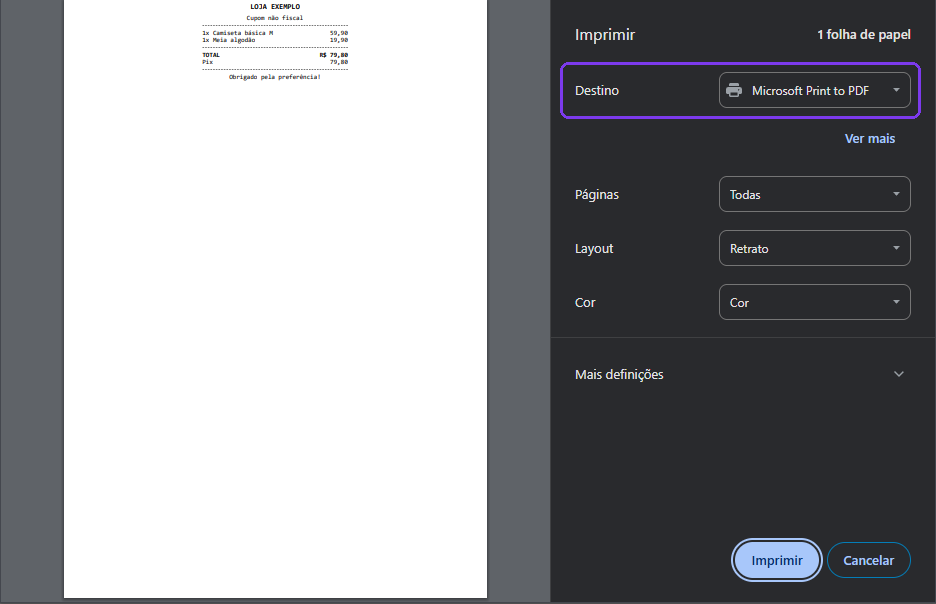 LOJA EXEMPLO
Cupom não fiscal
1x Camiseta básica M 59,90
1x Meia algodão 19,90
TOTAL R$ 79,80
Pix 79,80
Obrigado pela preferência!
Imprimir 1 folha de papel
Destino Microsoft Print to PDF
Ver mais
Páginas Todas
Layout Retrato
Cor Cor
Mais definições
Imprimir Cancelar